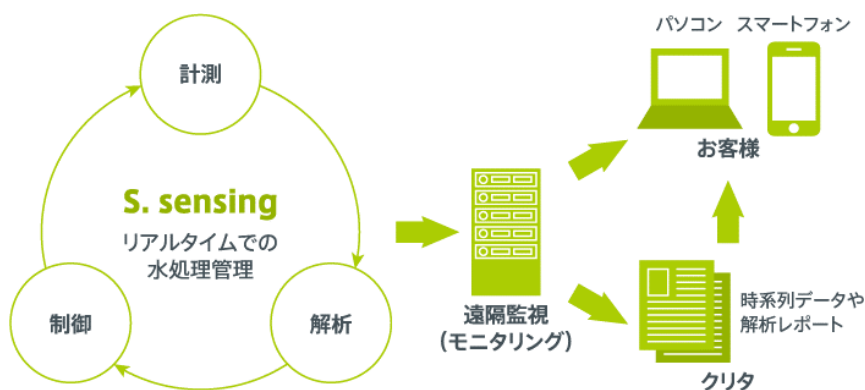 計測
S. sensing
リアルタイムでの
水処理管理
制御
解析
遠隔監視
(モニタリング)
パソコン
スマートフォン
お客様
時系列データや
解析レポート
クリタ